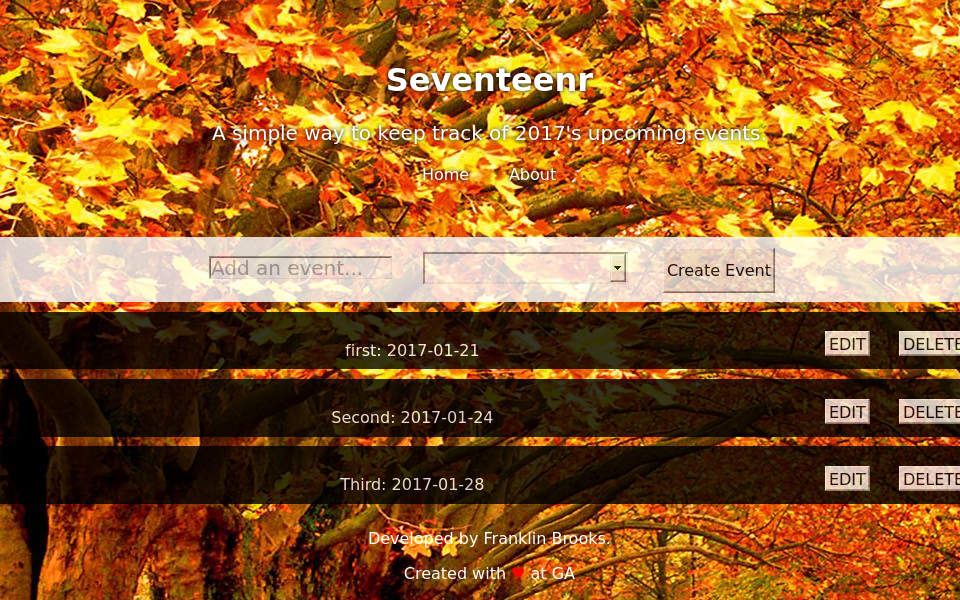 Seventeenr
A simple way to keep track of 2017's upcoming events.
Home About
Add an event... Create Event
first: 2017-01-21 EDIT DELETE
Second: 2017-01-24 EDIT DELETE
Third: 2017-01-28 EDIT DELETE
Developed by Franklin Brooks.
Created with ♥ at GA